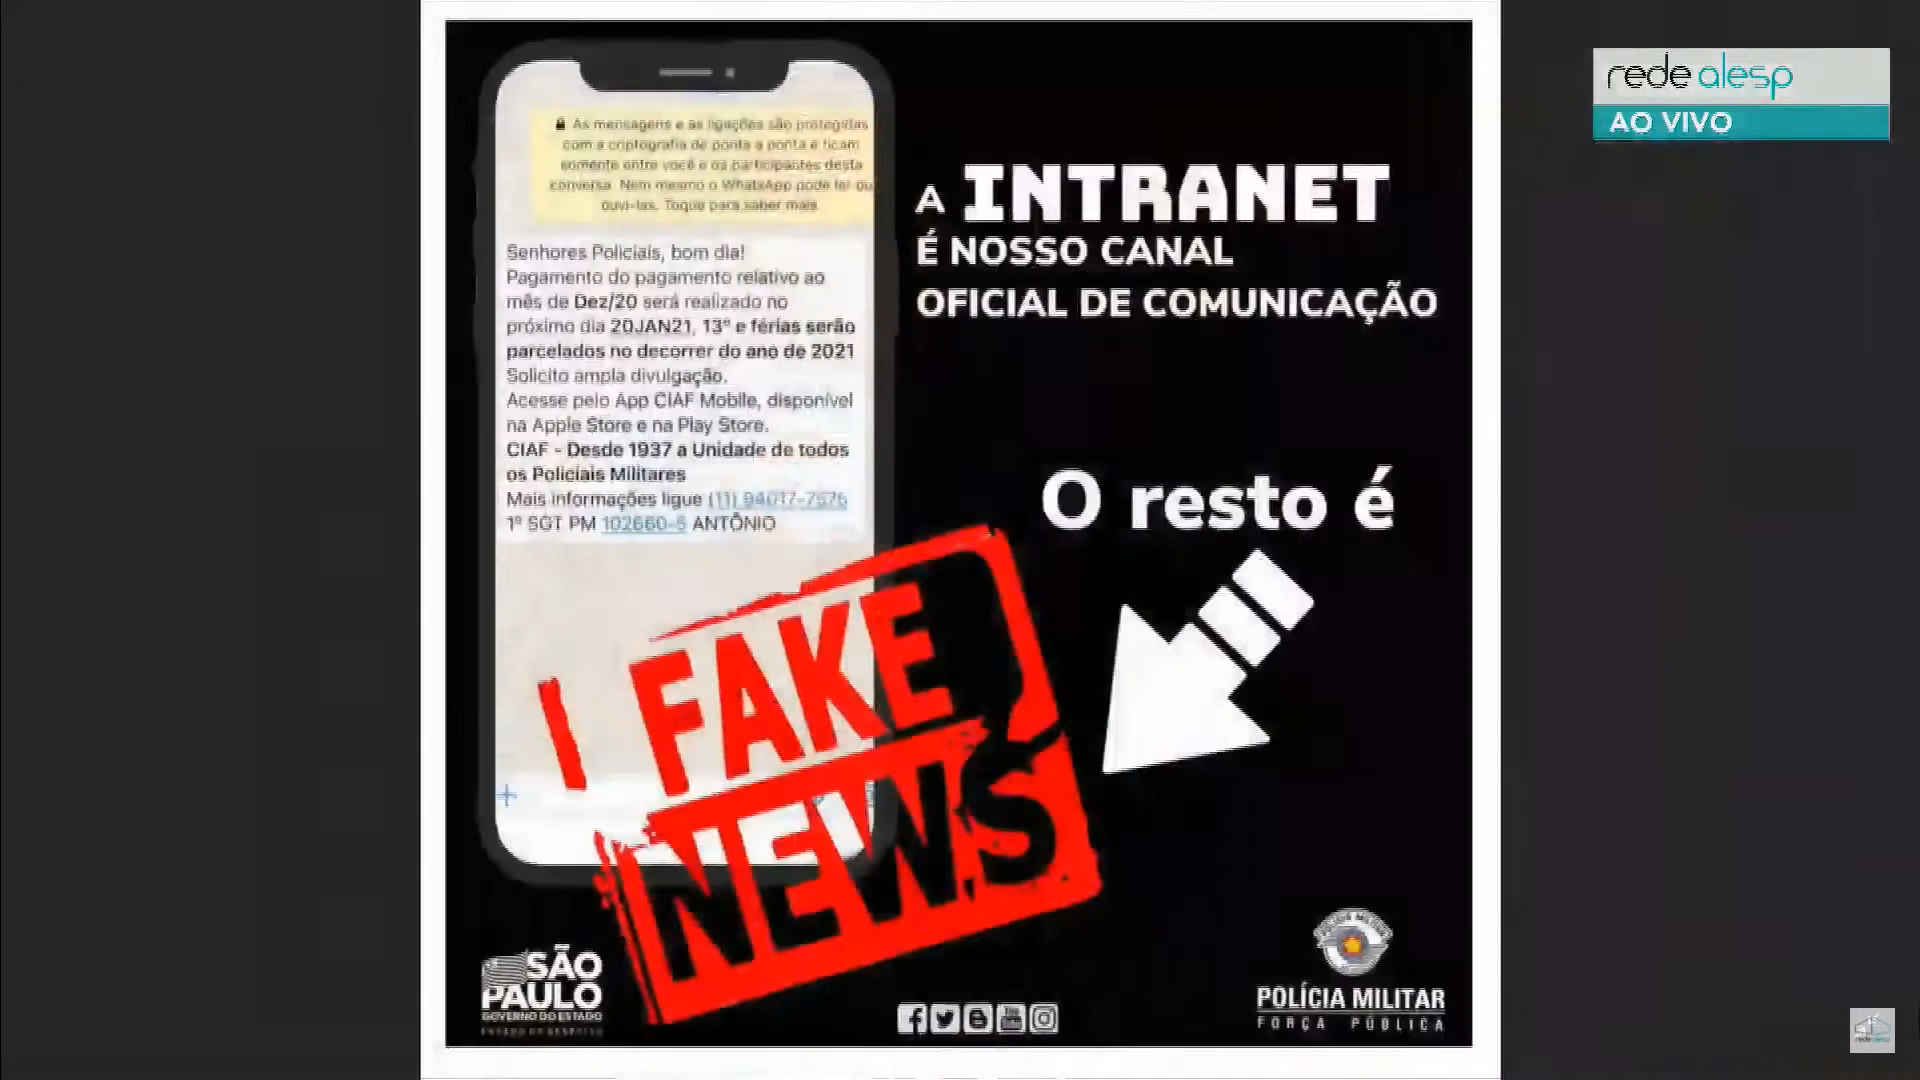 rede alesp
AO VIVO
As mensagens e as ligações são protegidas
com a criptografia de ponta a ponta e ficam
somente entre você e os participantes desta
conversa. Nem mesmo o WhatsApp pode ler ou
ouvi-las. Toque para saber mais.
Senhores Policiais, bom dia!
Pagamento do pagamento relativo ao
mês de Dez/20 será realizado no
próximo dia 20JAN21, 13º e férias serão
parcelados no decorrer do ano de 2021
Solicito ampla divulgação.
Acesse pelo App CIAF Mobile, disponível
na Apple Store e na Play Store.
CIAF - Desde 1937 a Unidade de todos
os Policiais Militares
Mais informações ligue (11) 94017-7576
1º SGT PM 102660-5 ANTÔNIO
A INTRANET
É NOSSO CANAL
OFICIAL DE COMUNICAÇÃO
O resto é
FAKE
NEWS
SÃO
PAULO
GOVERNO DO ESTADO
POLÍCIA MILITAR
FORÇA PÚBLICA
rede alesp